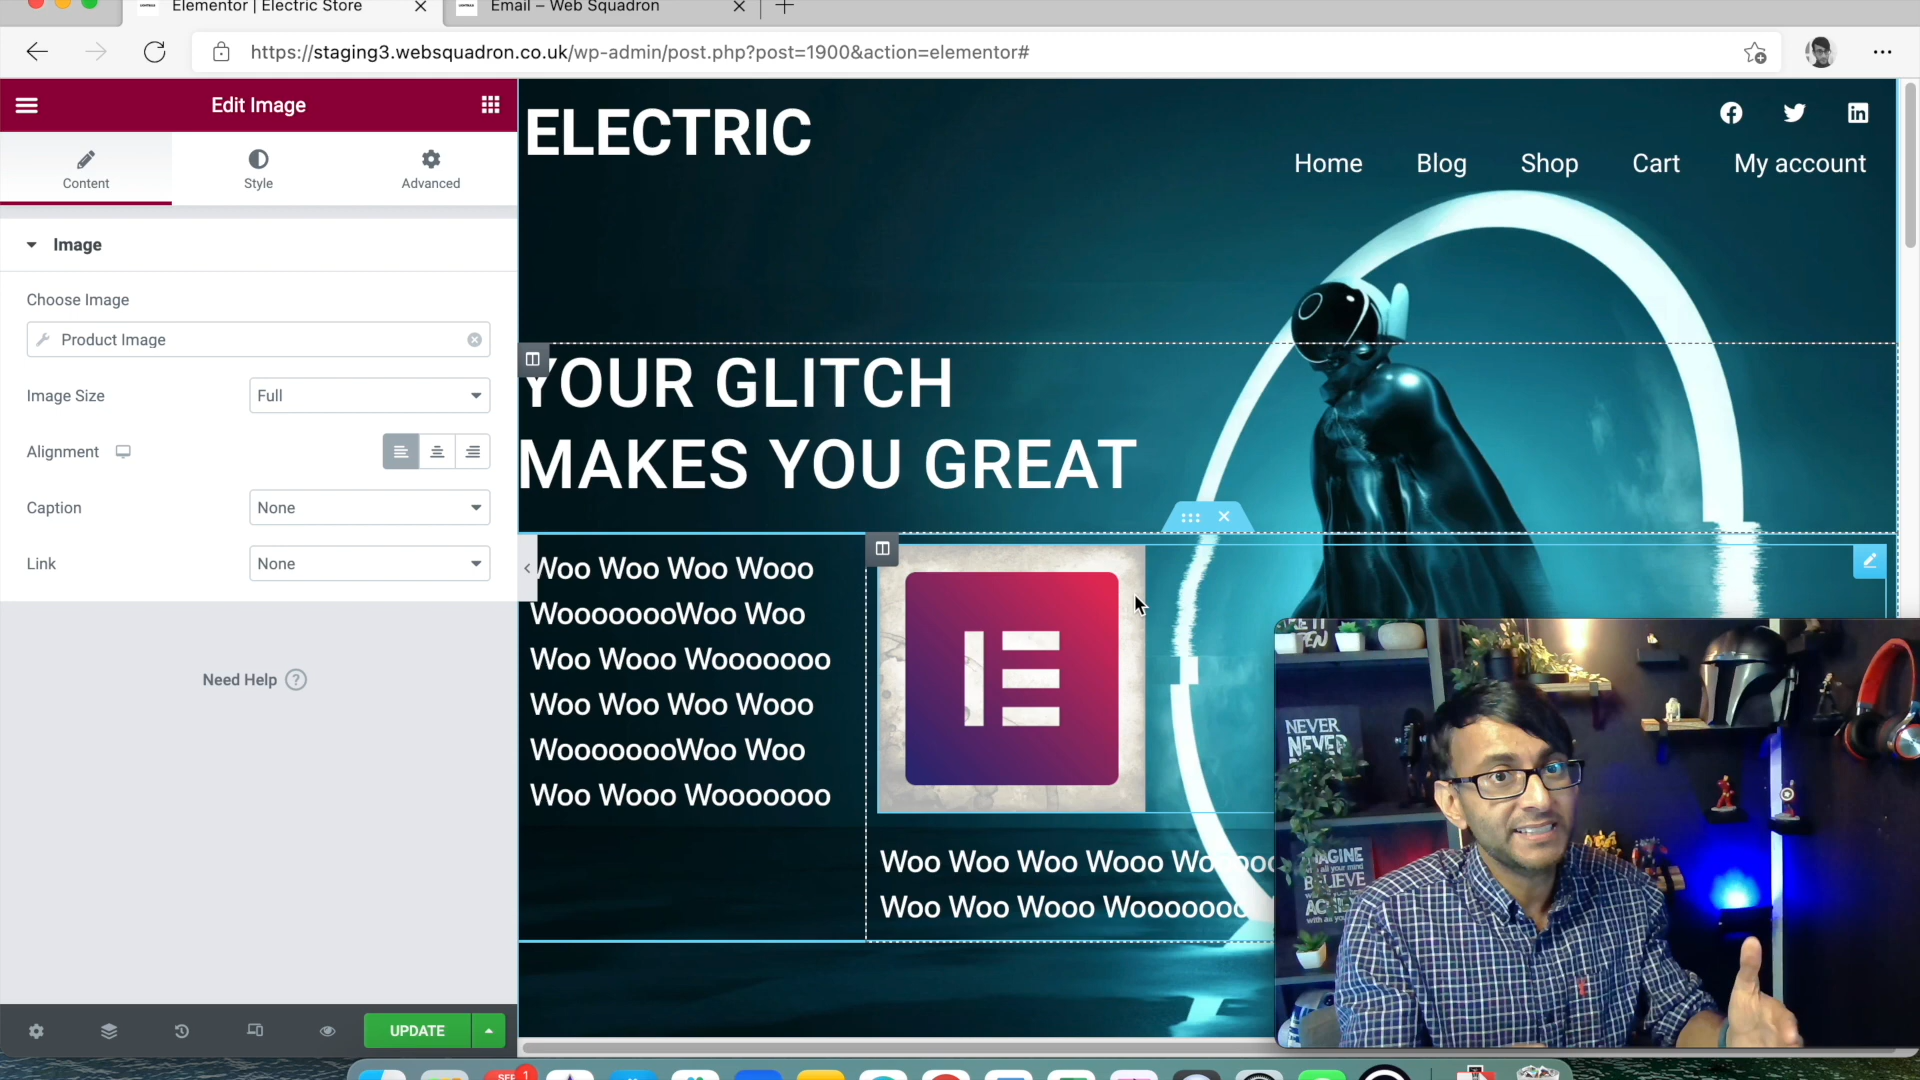 Elementor | Electric Store
Email – Web Squadron
https://staging3.websquadron.co.uk/wp-admin/post.php?post=1900&action=elementor#
Edit Image
Content
Style
Advanced
Image
Choose Image
Product Image
Image Size
Full
Alignment
Caption
None
Link
None
Need Help
UPDATE
ELECTRIC
Home
Blog
Shop
Cart
My account
YOUR GLITCH
MAKES YOU GREAT
Woo Woo Woo Wooo
WoooooooWoo Woo
Woo Wooo Wooooooo
Woo Woo Woo Wooo
WoooooooWoo Woo
Woo Wooo Wooooooo
Woo Woo Woo Wooo
Woo Woo Wooo
NEVER
NEVER
IMAGINE
BELIEVE
SEP
1